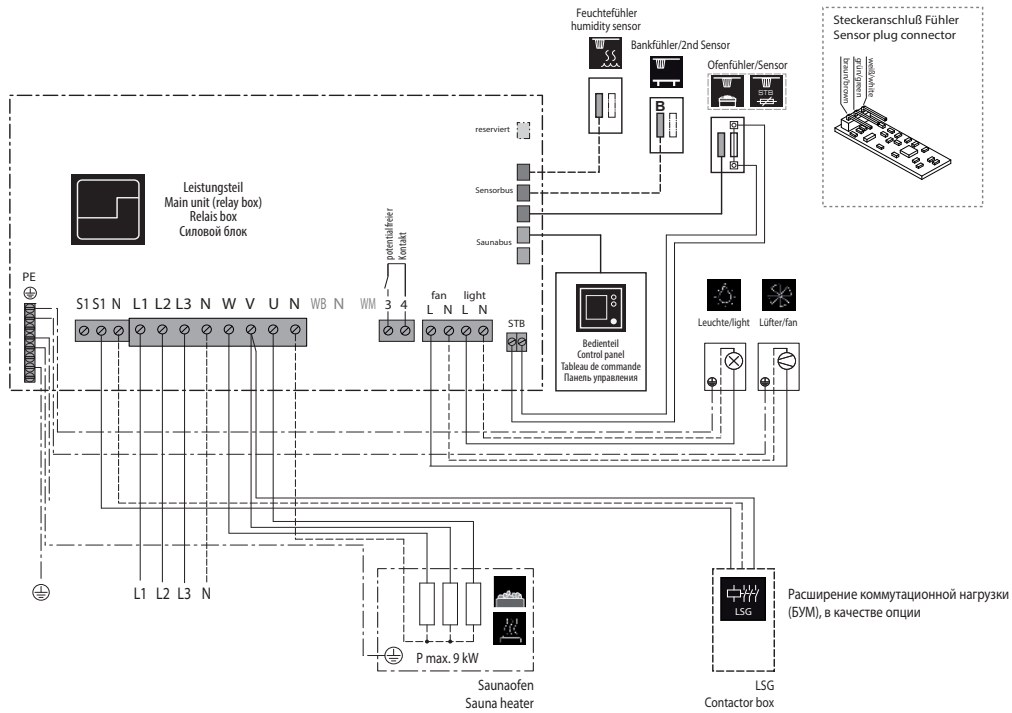 Feuchtefühler
humidity sensor
Bankfühler/2nd Sensor
Ofenfühler/Sensor
STB
B
Steckeranschluß Fühler
Sensor plug connector
braun/brown
grün/green
weiß/white
reserviert
Sensorbus
Saunabus
Leistungsteil
Main unit (relay box)
Relais box
Силовой блок
potentialfreier
Kontakt
PE
S1 S1 N L1 L2 L3 N W V U N WB N WM 3 4
fan light
L N L N
STB
Bedienteil
Control panel
Tableau de commande
Панель управления
Leuchte/light
Lüfter/fan
L1 L2 L3 N
P max. 9 kW
Saunaofen
Sauna heater
LSG
LSG
Contactor box
Расширение коммутационной нагрузки
(БУМ), в качестве опции